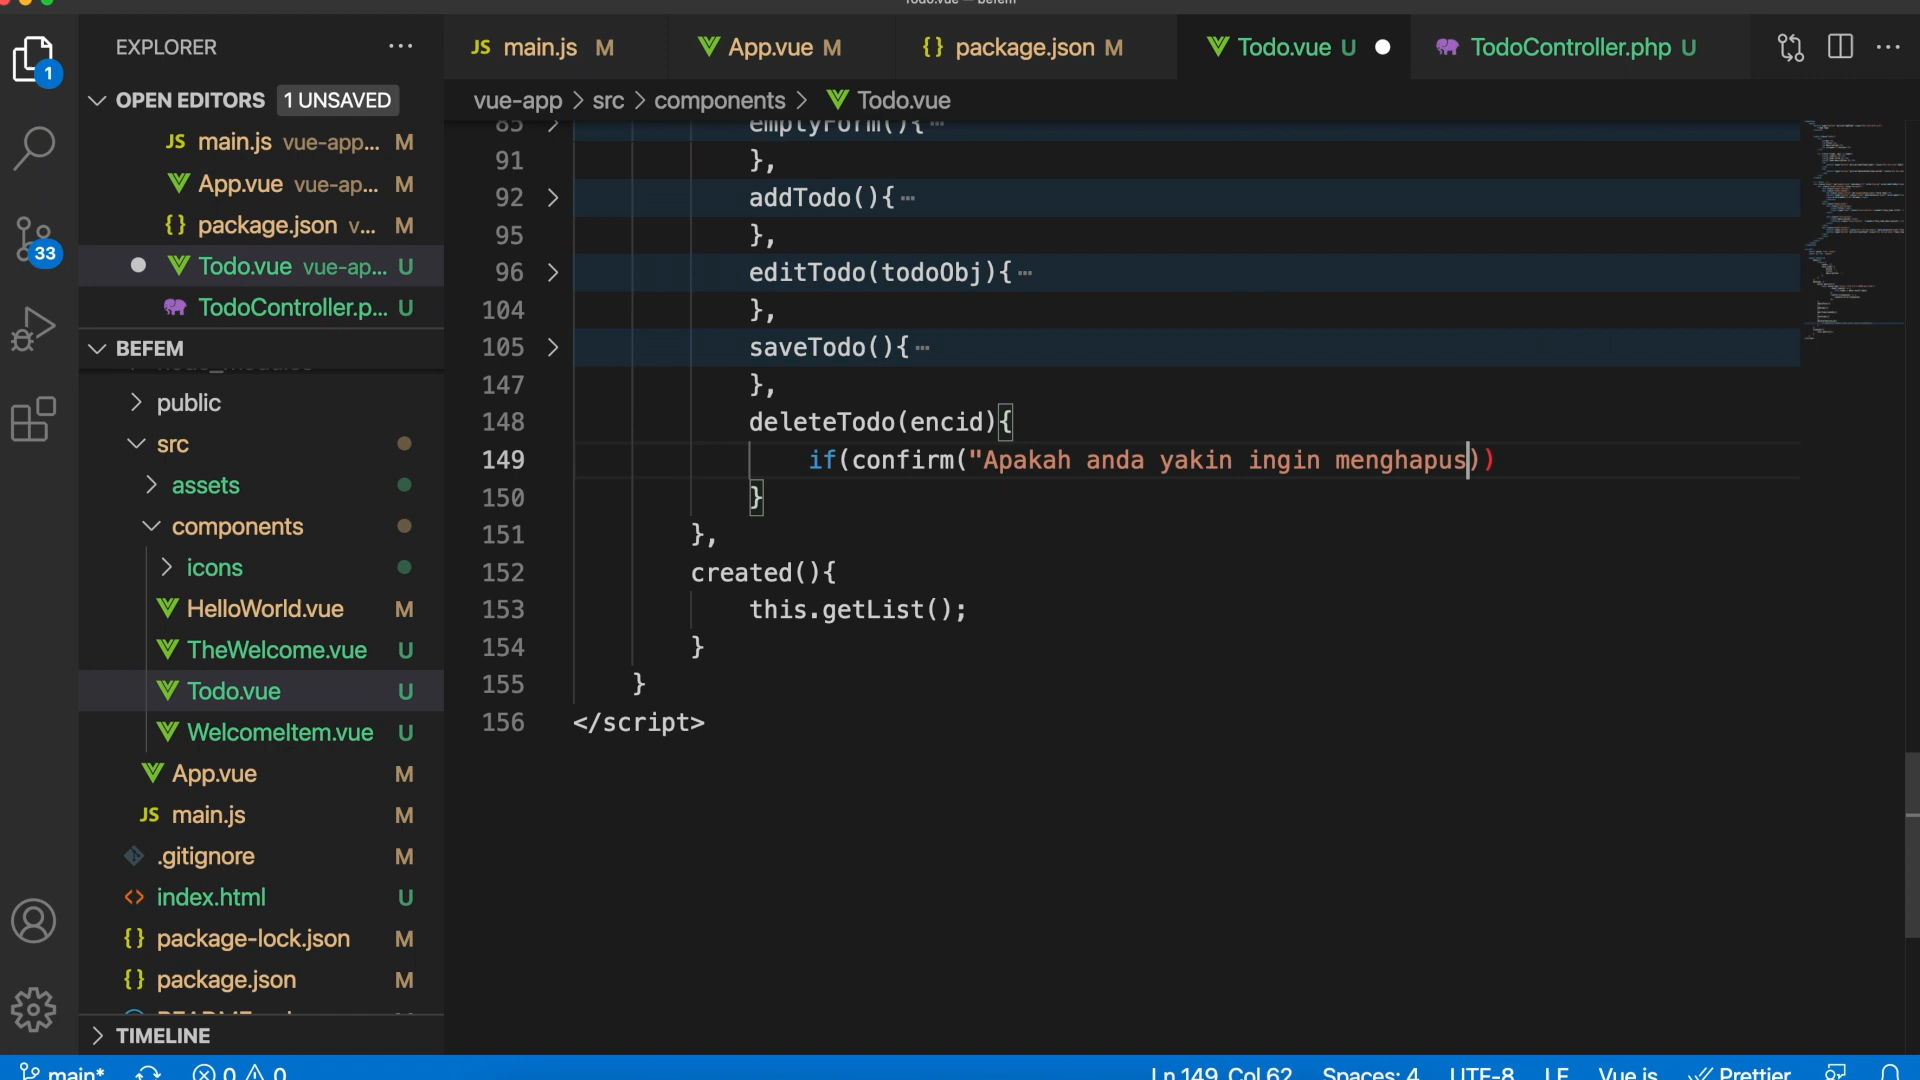 Todo.vue — befem
EXPLORER
OPEN EDITORS 1 UNSAVED
JS main.js vue-app... M
App.vue vue-ap... M
{} package.json v... M
Todo.vue vue-ap... U
TodoController.p... U
BEFEM
node_modules
public
src
assets
components
icons
HelloWorld.vue M
TheWelcome.vue U
Todo.vue U
WelcomeItem.vue U
App.vue M
JS main.js M
.gitignore M
<> index.html U
{} package-lock.json M
{} package.json M
TIMELINE
1
33
JS main.js M
App.vue M
{} package.json M
Todo.vue U
TodoController.php U
vue-app > src > components > Todo.vue
85 emptyForm(){
91 },
92 addTodo(){
95 },
96 editTodo(todoObj){
104 },
105 saveTodo(){
147 },
148 deleteTodo(encid){
149 if(confirm("Apakah anda yakin ingin menghapus))
150 }
151 },
152 created(){
153 this.getList();
154 }
155 }
156 </script>
main* 0 0 Ln 149, Col 62 Spaces: 4 UTF-8 LF Vue.js Prettier